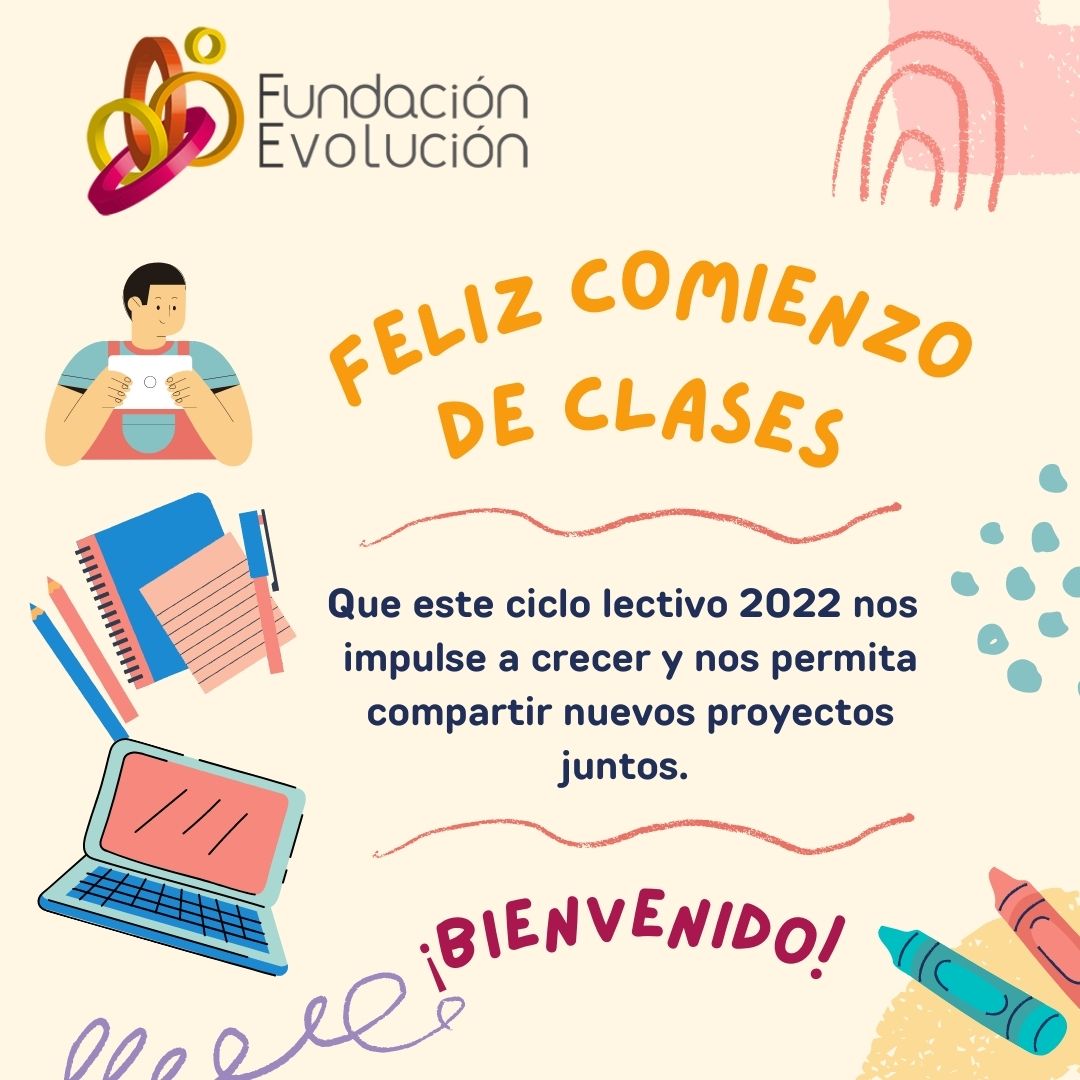 Fundación
Evolución
FELIZ COMIENZO
DE CLASES
Que este ciclo lectivo 2022 nos
impulse a crecer y nos permita
compartir nuevos proyectos
juntos.
¡BIENVENIDO!